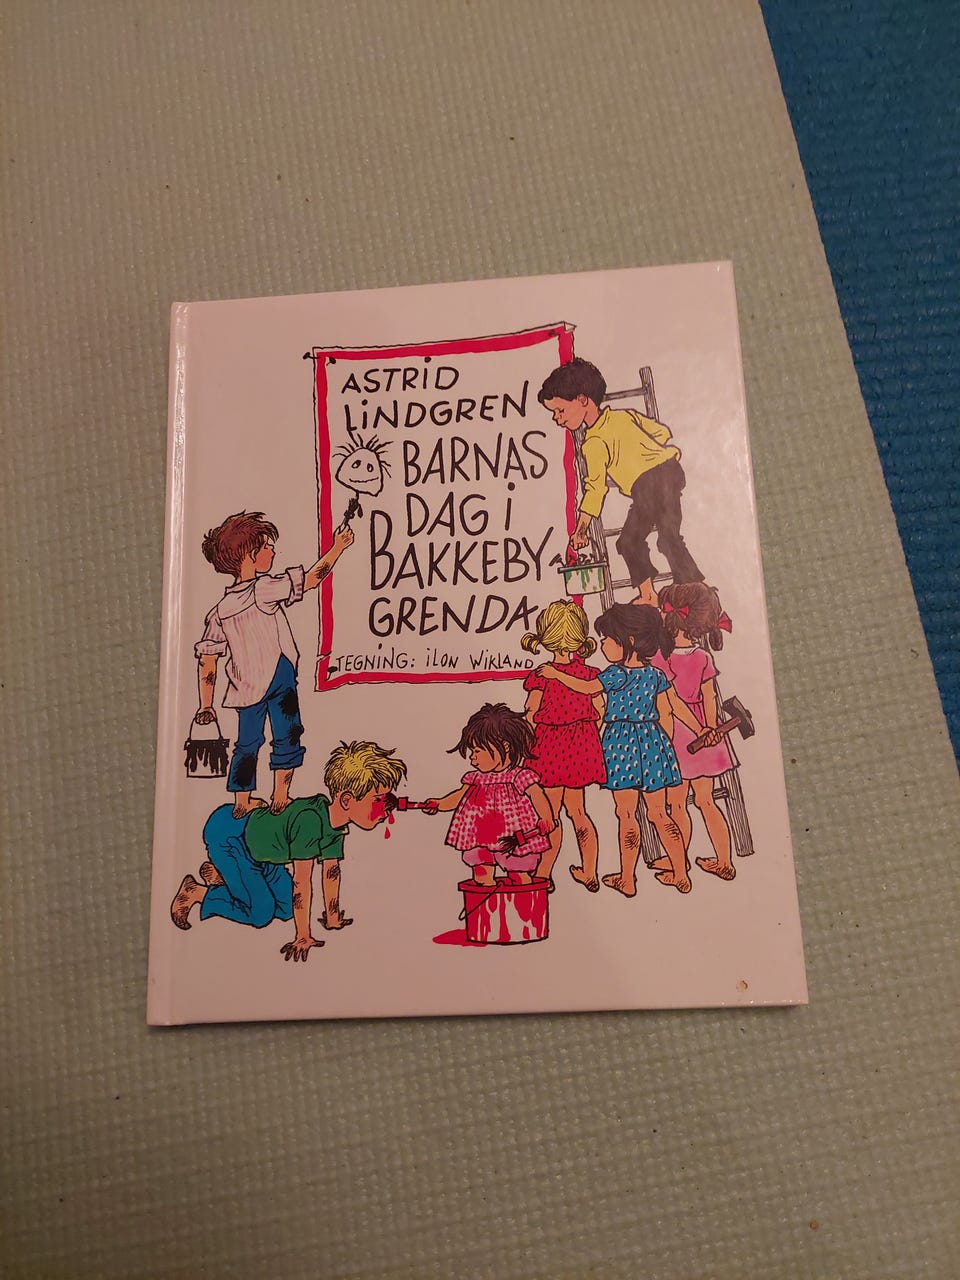 ASTRID
LiNDGREN
BARNAS
DAG i
BAKKEBY-
GRENDA
TEGNING: iLON WiKLAND